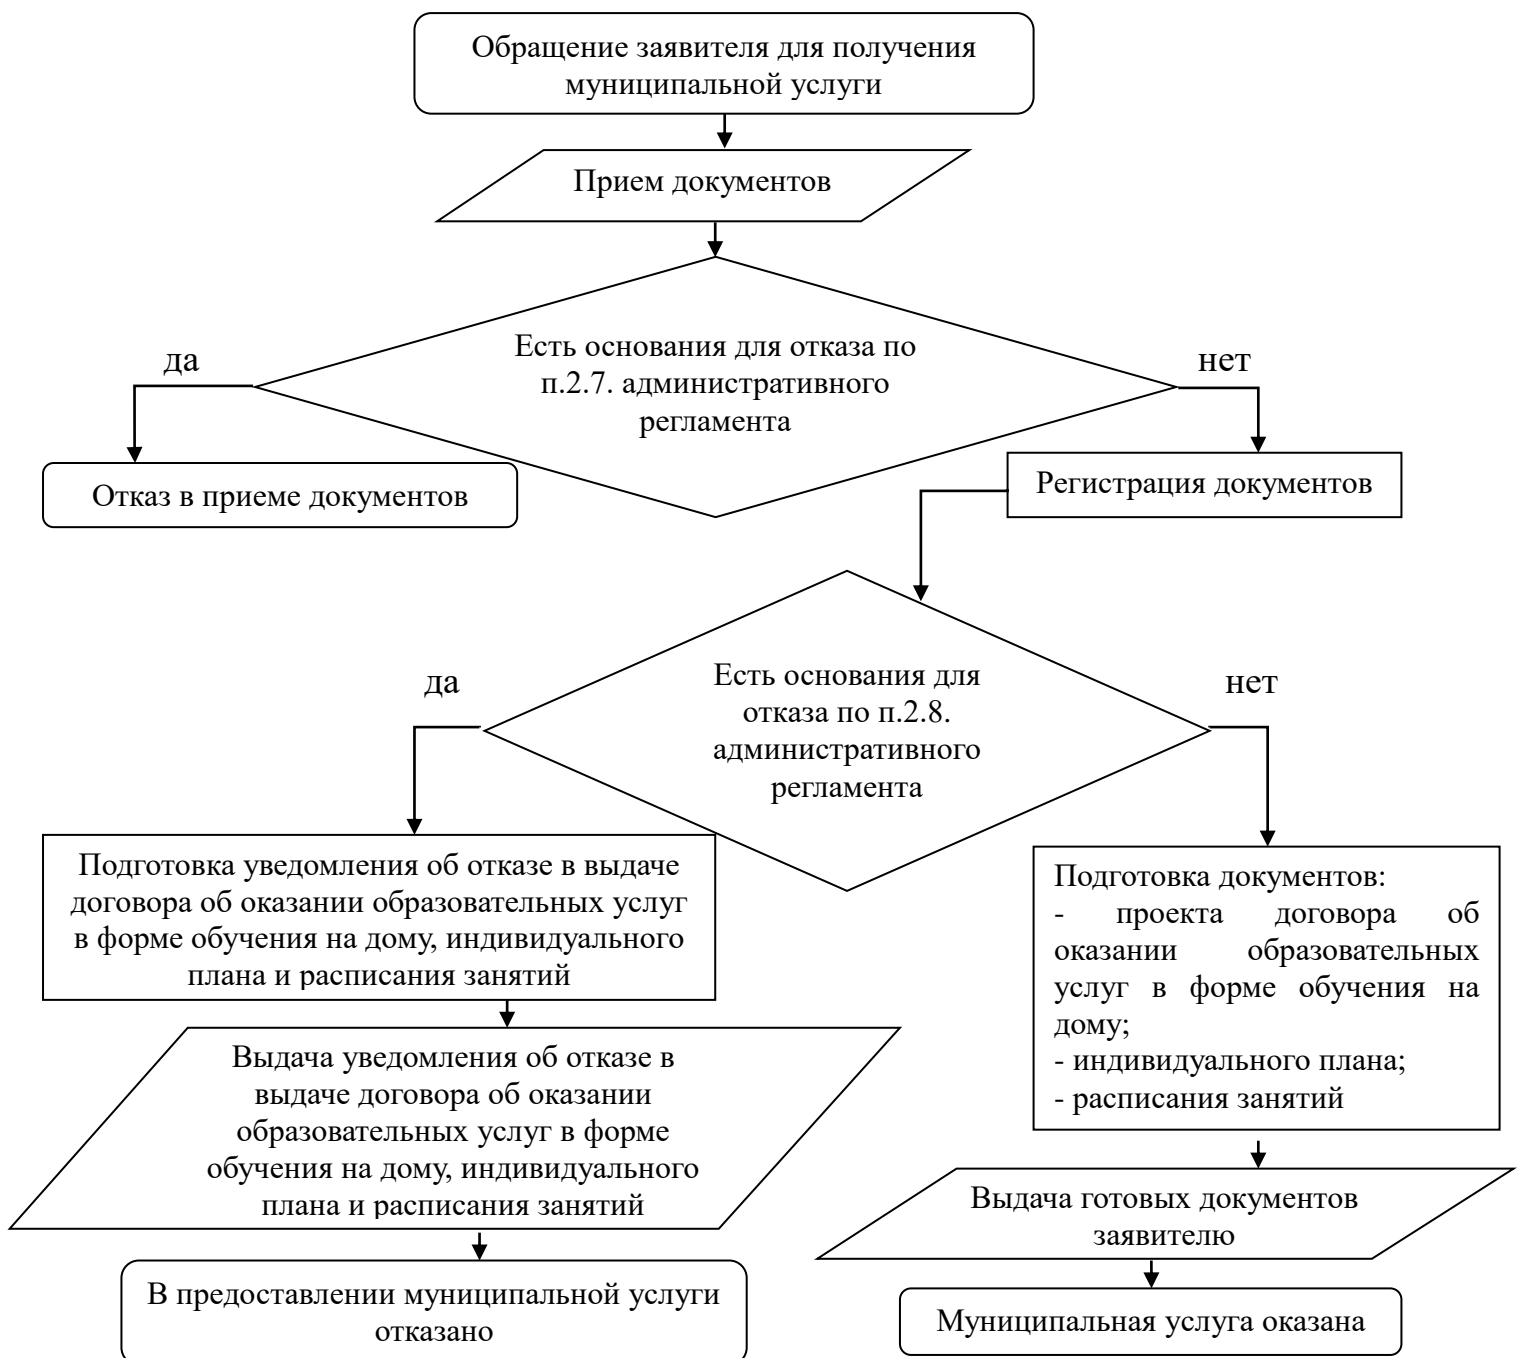 Обращение заявителя для получения
муниципальной услуги
Прием документов
Есть основания для отказа по
п.2.7. административного
регламента
да
нет
Отказ в приеме документов
Регистрация документов
Есть основания для
отказа по п.2.8.
административного
регламента
да
нет
Подготовка уведомления об отказе в выдаче
договора об оказании образовательных услуг
в форме обучения на дому, индивидуального
плана и расписания занятий
Подготовка документов:
- проекта договора об
оказании образовательных
услуг в форме обучения на
дому;
- индивидуального плана;
- расписания занятий
Выдача уведомления об отказе в
выдаче договора об оказании
образовательных услуг в форме
обучения на дому, индивидуального
плана и расписания занятий
Выдача готовых документов
заявителю
В предоставлении муниципальной услуги
отказано
Муниципальная услуга оказана